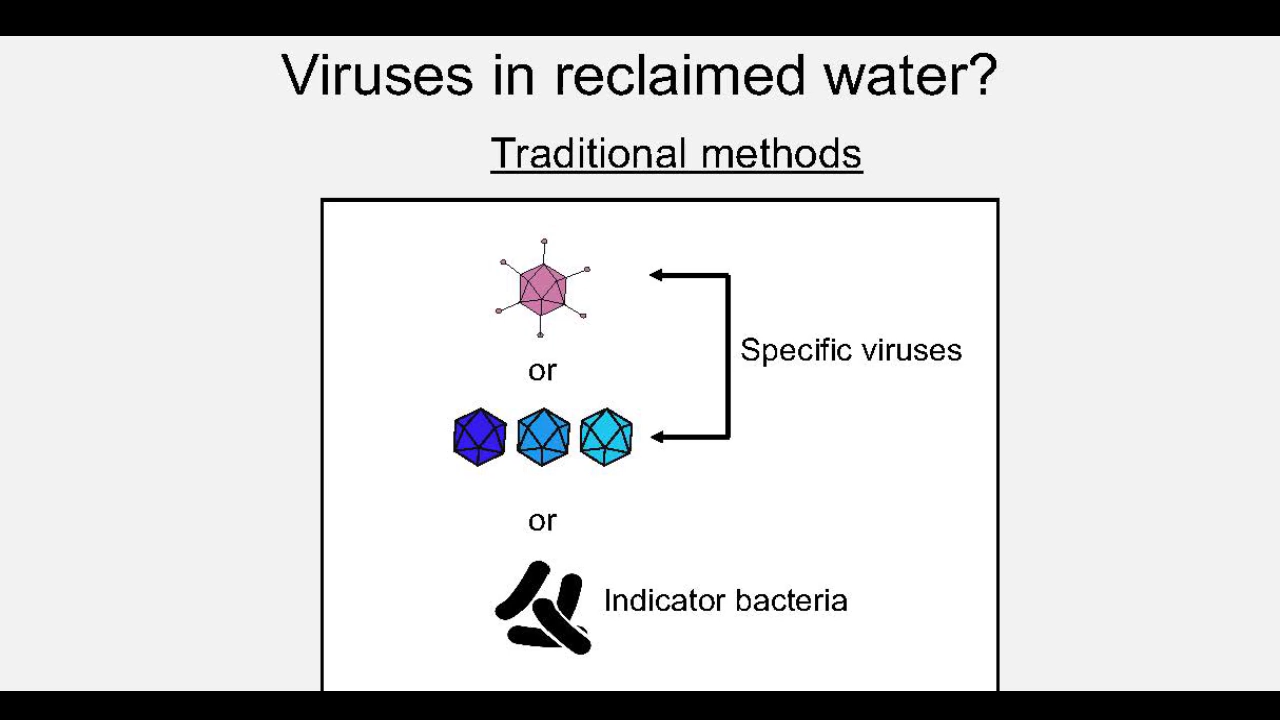 Viruses in reclaimed water?
Traditional methods
or
Specific viruses
or
Indicator bacteria